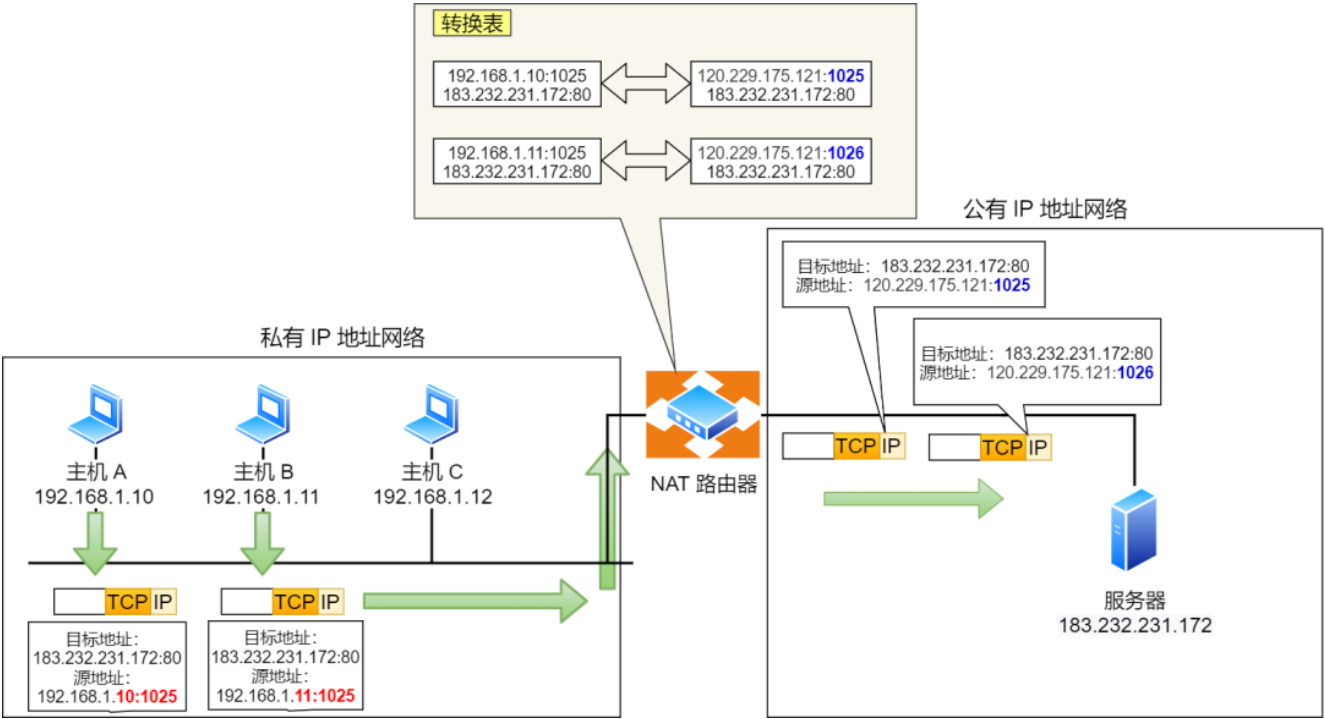 转换表
192.168.1.10:1025
183.232.231.172:80
120.229.175.121:1025
183.232.231.172:80
192.168.1.11:1025
183.232.231.172:80
120.229.175.121:1026
183.232.231.172:80
公有 IP 地址网络
目标地址：183.232.231.172:80
源地址：120.229.175.121:1025
目标地址：183.232.231.172:80
源地址：120.229.175.121:1026
私有 IP 地址网络
主机 A
192.168.1.10
主机 B
192.168.1.11
主机 C
192.168.1.12
NAT 路由器
TCP IP
TCP IP
服务器
183.232.231.172
TCP IP
目标地址：
183.232.231.172:80
源地址：
192.168.1.10:1025
TCP IP
目标地址：
183.232.231.172:80
源地址：
192.168.1.11:1025